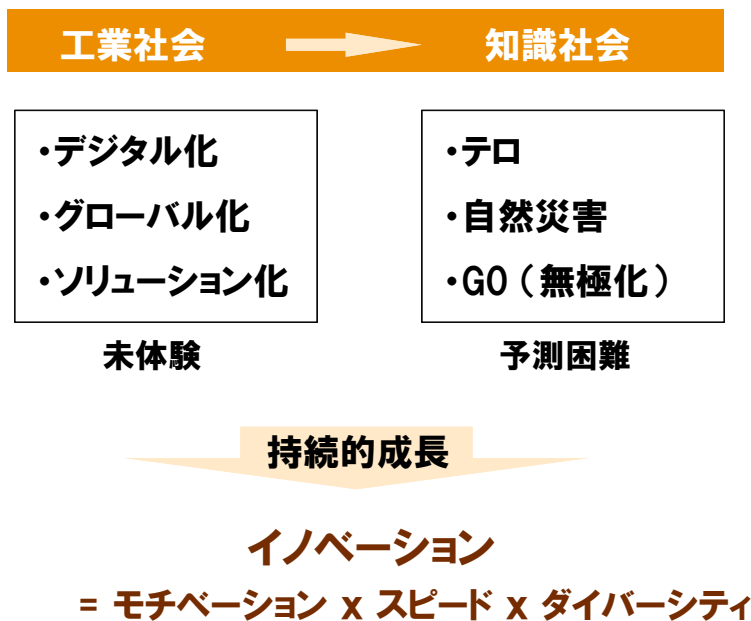 工業社会 知識社会
・デジタル化
・グローバル化
・ソリューション化
未体験
・テロ
・自然災害
・G0（無極化）
予測困難
持続的成長
イノベーション
= モチベーション x スピード x ダイバーシティ